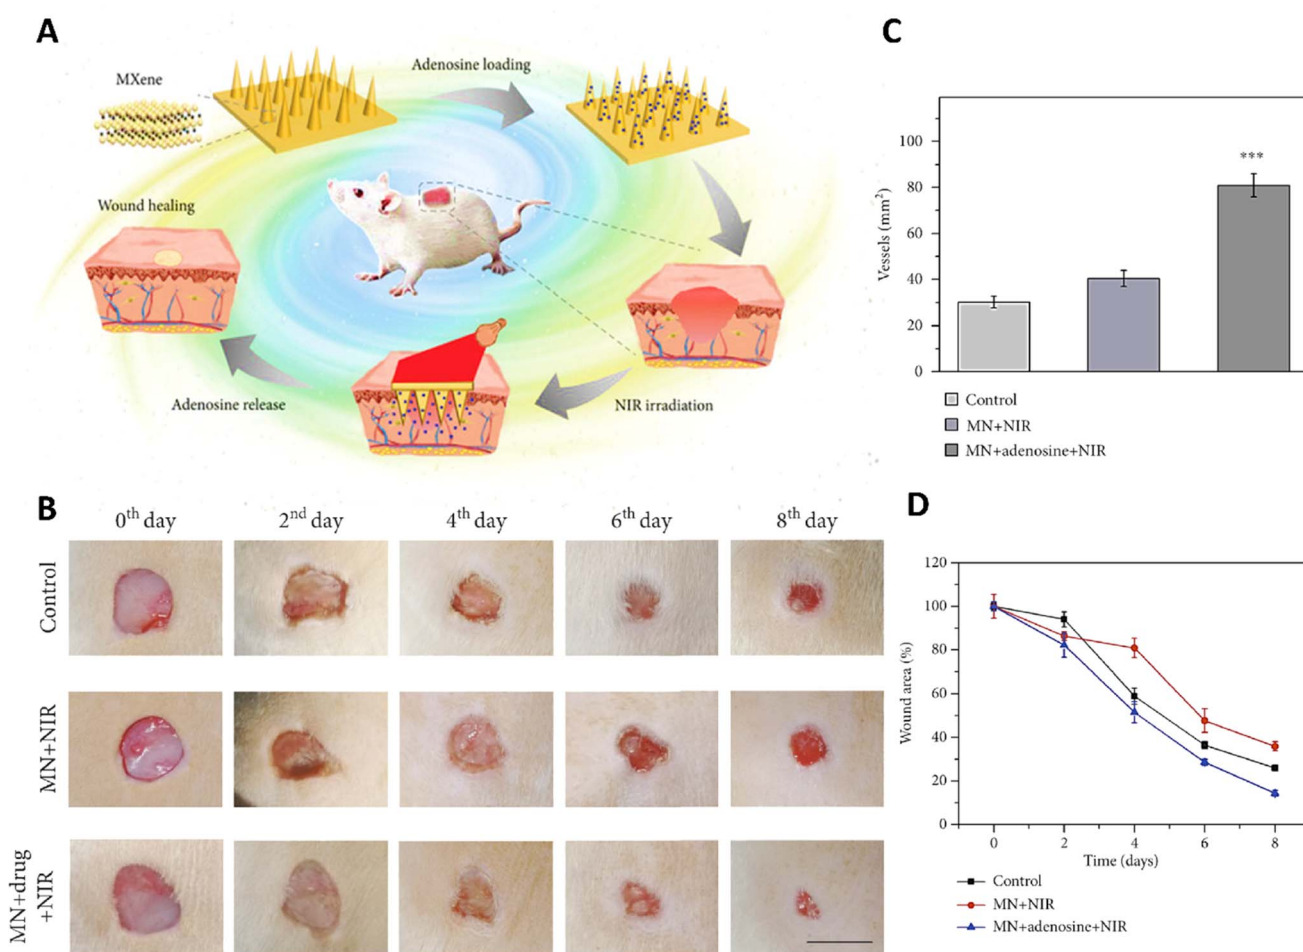 A
MXene
Adenosine loading
Wound healing
Adenosine release
NIR irradiation
C
Vessels (mm²)
100
80
60
40
20
0
***
Control
MN+NIR
MN+adenosine+NIR
B
0th day
2nd day
4th day
6th day
8th day
Control
MN+NIR
MN+drug
+NIR
D
Wound area (%)
120
100
80
60
40
20
0
0 2 4 6 8
Time (days)
Control
MN+NIR
MN+adenosine+NIR